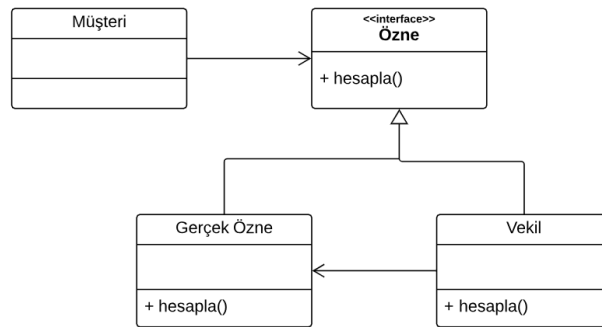 Müşteri
<<interface>>
Özne
+ hesapla()
Gerçek Özne
+ hesapla()
Vekil
+ hesapla()